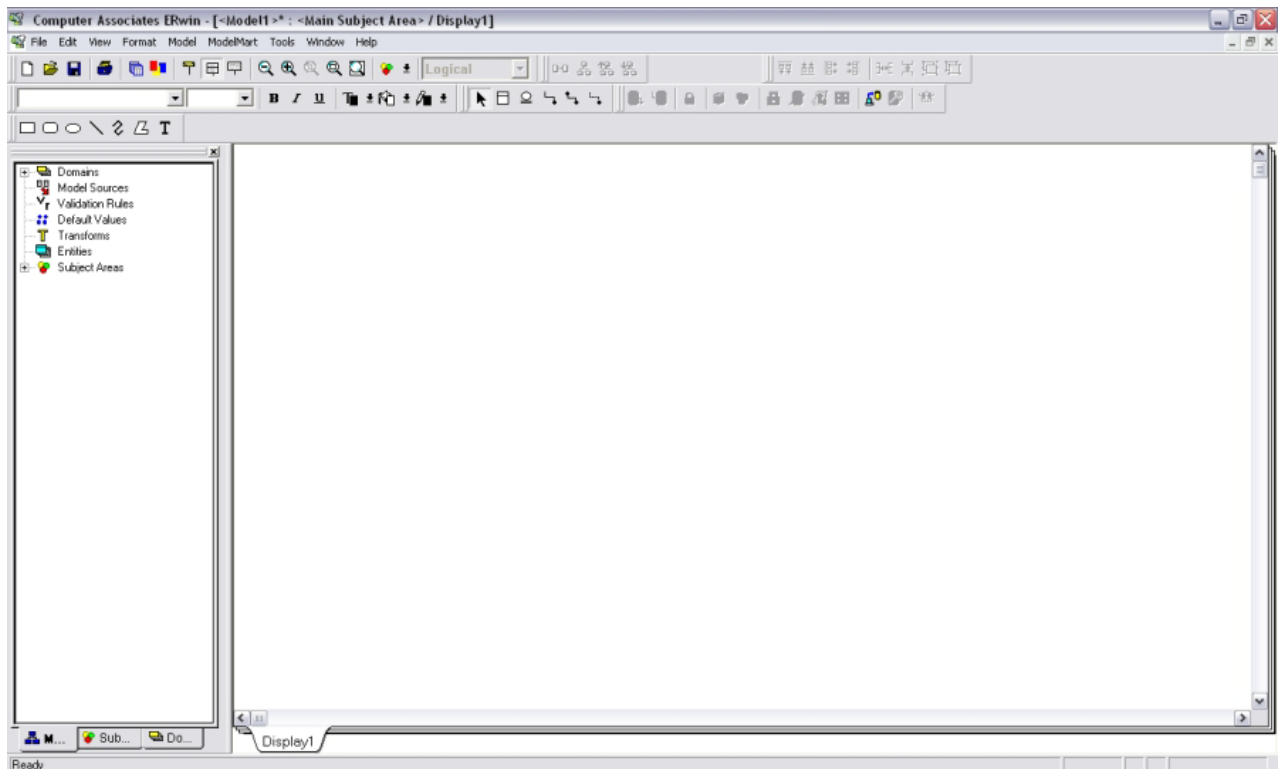 Computer Associates ERwin - [<Model1>* : <Main Subject Area> / Display1]
File Edit View Format Model ModelMart Tools Window Help
Logical
B I U
T
Domains
Model Sources
Validation Rules
Default Values
Transforms
Entities
Subject Areas
M... Sub... Do...
Display1
Ready